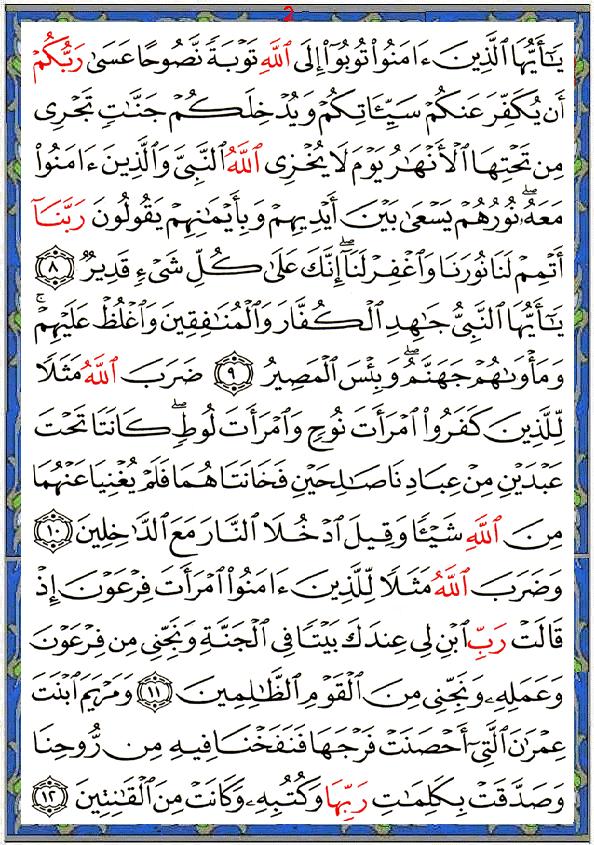 2
يَـٰٓأَيُّهَا ٱلَّذِينَ ءَامَنُوا۟ تُوبُوٓا۟ إِلَى ٱللَّهِ تَوْبَةً نَّصُوحًا عَسَىٰ رَبُّكُمْ
أَن يُكَفِّرَ عَنكُمْ سَيِّـَٔاتِكُمْ وَيُدْخِلَكُمْ جَنَّـٰتٍ تَجْرِى
مِن تَحْتِهَا ٱلْأَنْهَـٰرُ يَوْمَ لَا يُخْزِى ٱللَّهُ ٱلنَّبِىَّ وَٱلَّذِينَ ءَامَنُوا۟
مَعَهُۥ ۖ نُورُهُمْ يَسْعَىٰ بَيْنَ أَيْدِيهِمْ وَبِأَيْمَـٰنِهِمْ يَقُولُونَ رَبَّنَآ
أَتْمِمْ لَنَا نُورَنَا وَٱغْفِرْ لَنَآ ۖ إِنَّكَ عَلَىٰ كُلِّ شَىْءٍ قَدِيرٌ ٨
يَـٰٓأَيُّهَا ٱلنَّبِىُّ جَـٰهِدِ ٱلْكُفَّارَ وَٱلْمُنَـٰفِقِينَ وَٱغْلُظْ عَلَيْهِمْ ۚ
وَمَأْوَىٰهُمْ جَهَنَّمُ ۖ وَبِئْسَ ٱلْمَصِيرُ ٩ ضَرَبَ ٱللَّهُ مَثَلًا
لِّلَّذِينَ كَفَرُوا۟ ٱمْرَأَتَ نُوحٍ وَٱمْرَأَتَ لُوطٍ ۖ كَانَتَا تَحْتَ
عَبْدَيْنِ مِنْ عِبَادِنَا صَـٰلِحَيْنِ فَخَانَتَاهُمَا فَلَمْ يُغْنِيَا عَنْهُمَا
مِنَ ٱللَّهِ شَيْـًٔا وَقِيلَ ٱدْخُلَا ٱلنَّارَ مَعَ ٱلدَّٰخِلِينَ ١٠
وَضَرَبَ ٱللَّهُ مَثَلًا لِّلَّذِينَ ءَامَنُوا۟ ٱمْرَأَتَ فِرْعَوْنَ إِذْ
قَالَتْ رَبِّ ٱبْنِ لِى عِندَكَ بَيْتًا فِى ٱلْجَنَّةِ وَنَجِّنِى مِن فِرْعَوْنَ
وَعَمَلِهِۦ وَنَجِّنِى مِنَ ٱلْقَوْمِ ٱلظَّـٰلِمِينَ ١١ وَمَرْيَمَ ٱبْنَتَ
عِمْرَٰنَ ٱلَّتِىٓ أَحْصَنَتْ فَرْجَهَا فَنَفَخْنَا فِيهِ مِن رُّوحِنَا
وَصَدَّقَتْ بِكَلِمَـٰتِ رَبِّهَا وَكُتُبِهِۦ وَكَانَتْ مِنَ ٱلْقَـٰنِتِينَ ١٢